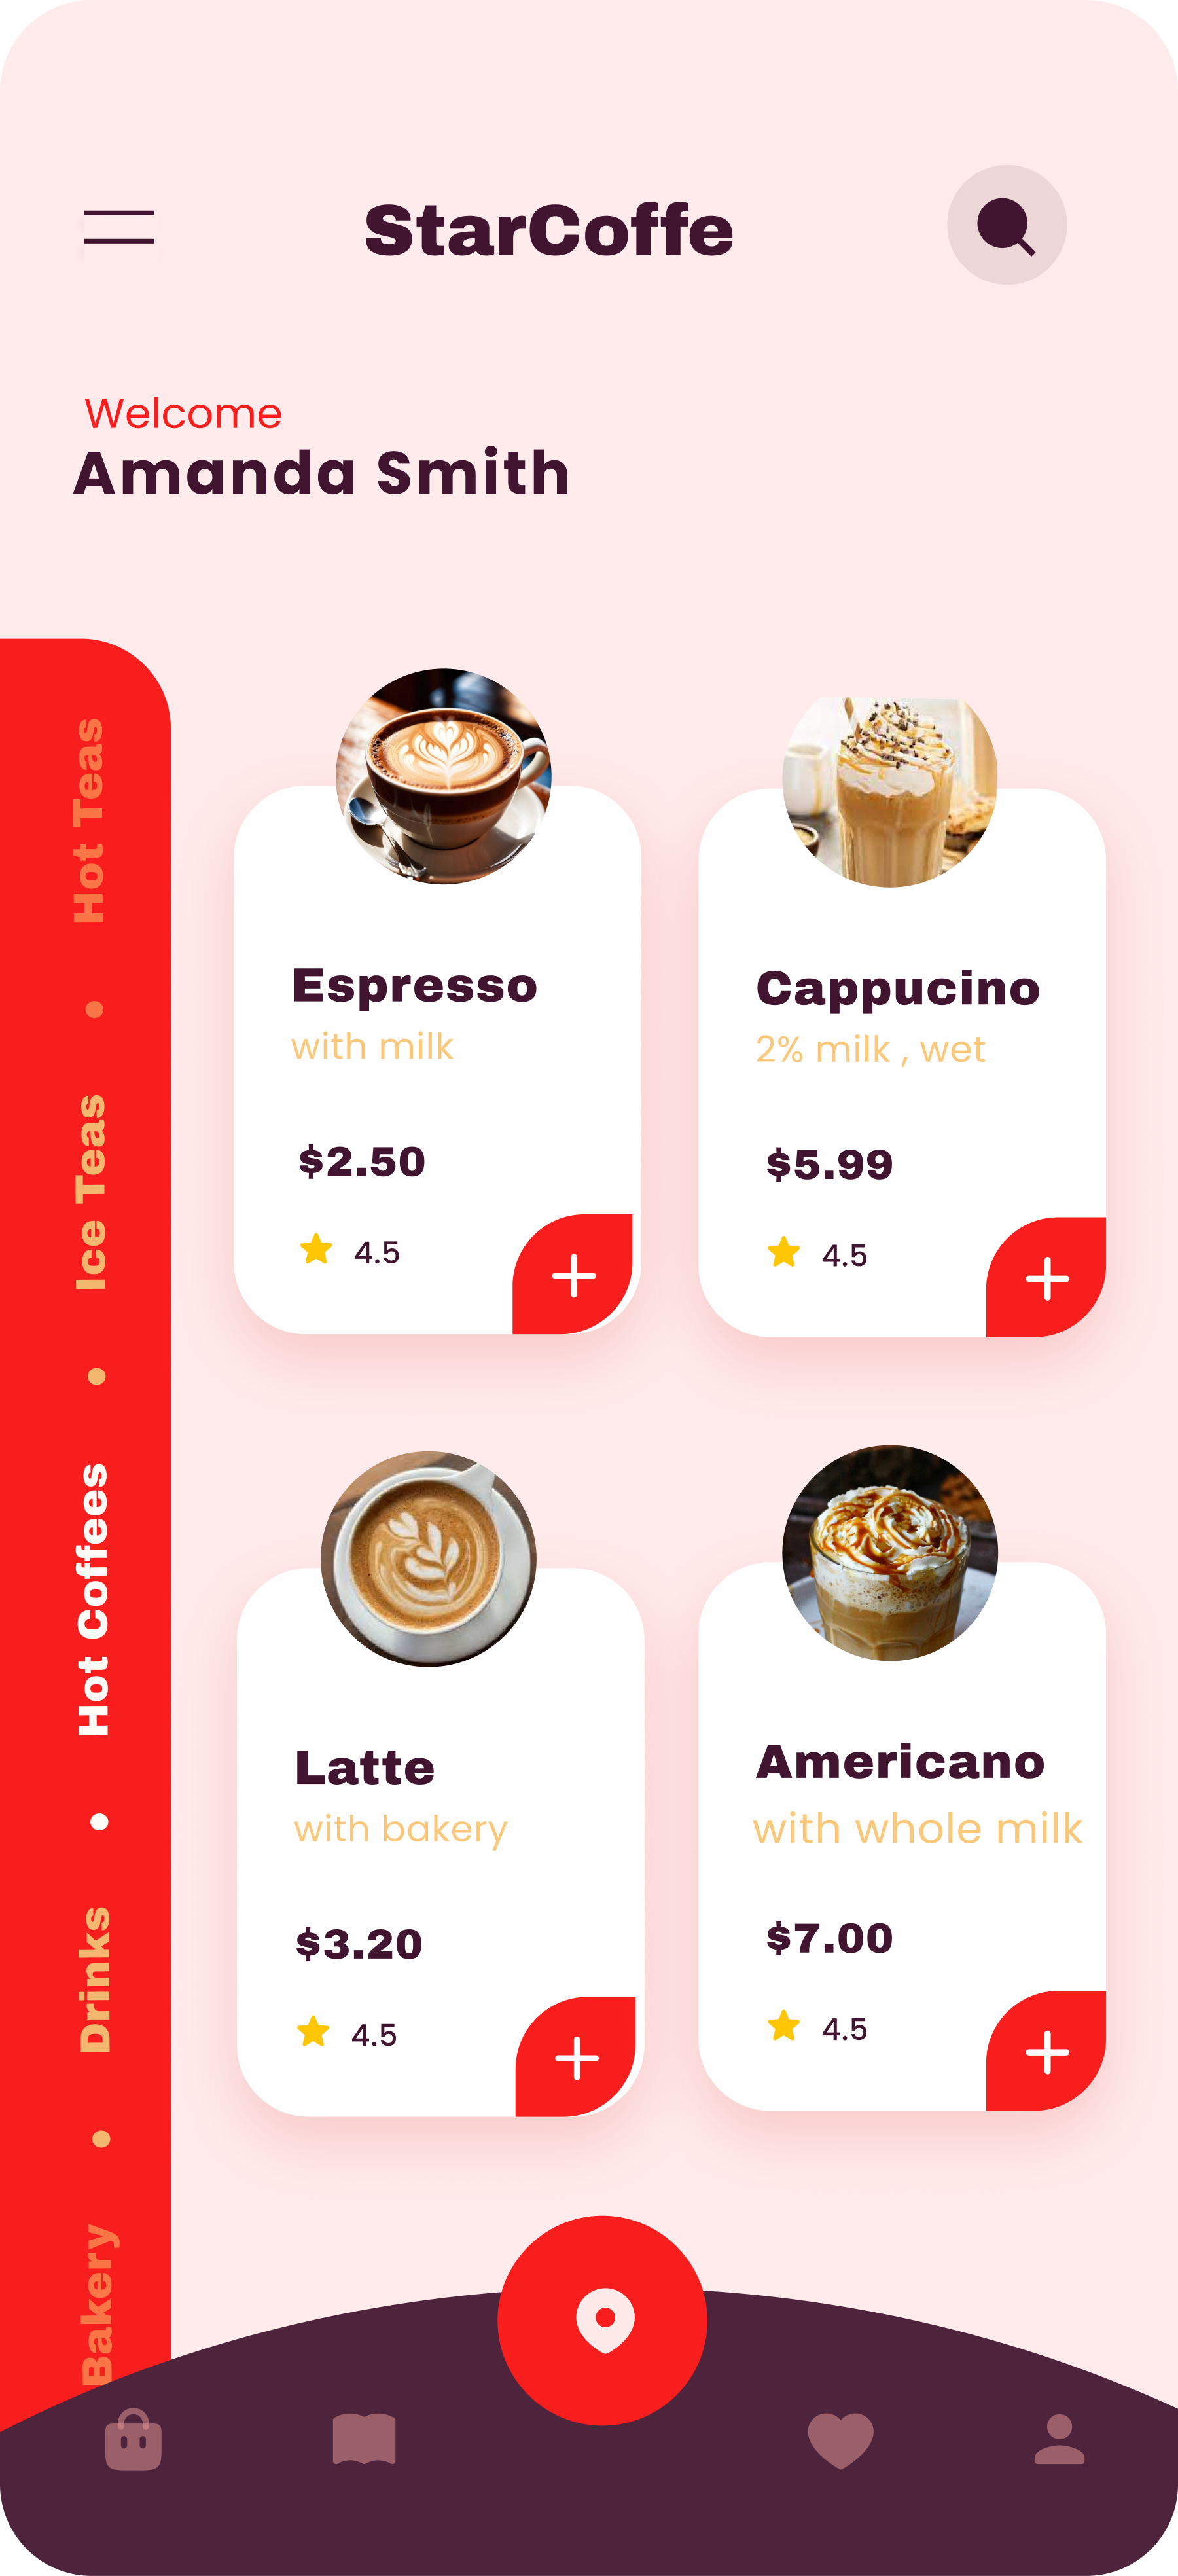 StarCoffe
Welcome
Amanda Smith
Hot Teas
Ice Teas
Hot Coffees
Drinks
Bakery
Espresso
with milk
$2.50
4.5
Cappucino
2% milk , wet
$5.99
4.5
Latte
with bakery
$3.20
4.5
Americano
with whole milk
$7.00
4.5